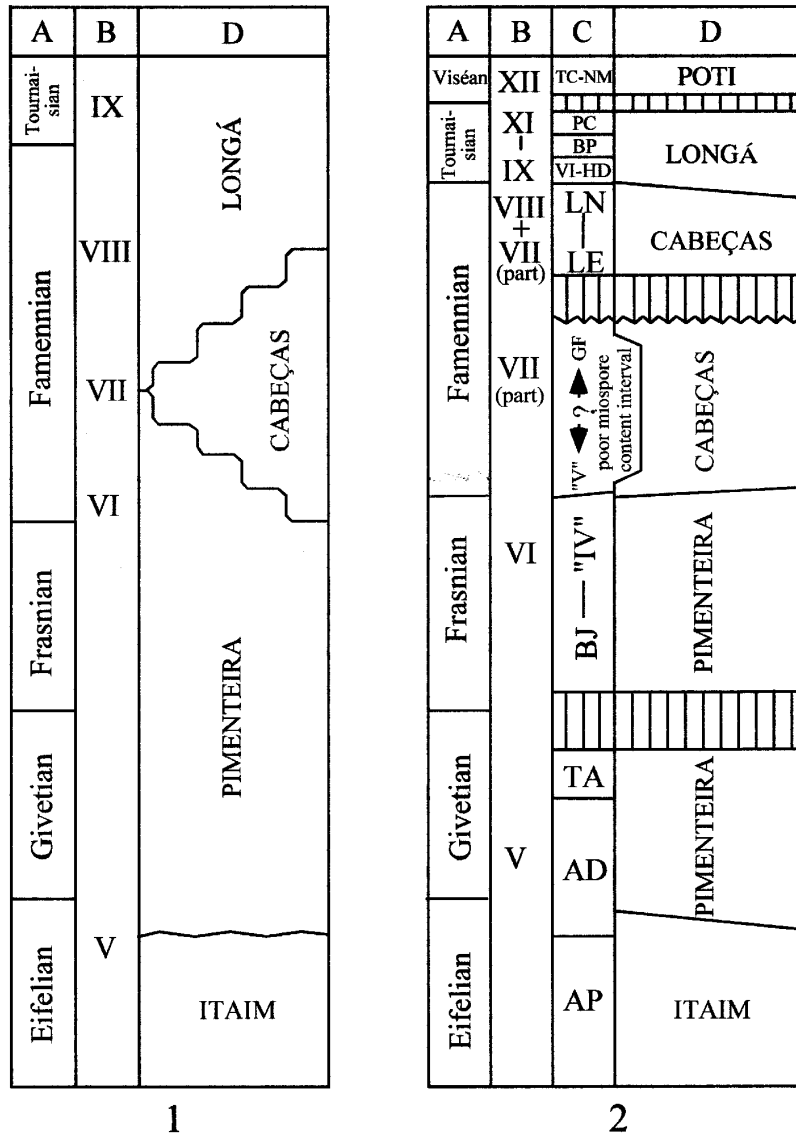 A B D
Tournai-
sian
IX
LONGÁ
Famennian
VIII
VII
CABEÇAS
VI
Frasnian
PIMENTEIRA
Givetian
Eifelian
V
ITAIM
1
A B C D
Viséan XII TC-NM POTI
Tournai-
sian
XI
IX
PC
BP
VI-HD
LONGÁ
Famennian
VIII
+
VII
(part)
LN
LE
CABEÇAS
VII
(part)
"V" ? GF
poor miospore
content interval
CABEÇAS
Frasnian
VI
BJ — "IV"
PIMENTEIRA
Givetian
V
TA
AD
PIMENTEIRA
Eifelian
AP
ITAIM
2